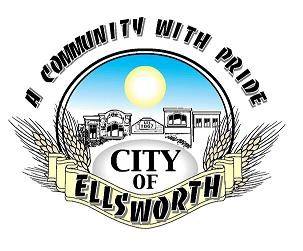 A COMMUNITY WITH PRIDE
CITY
OF
ELLSWORTH